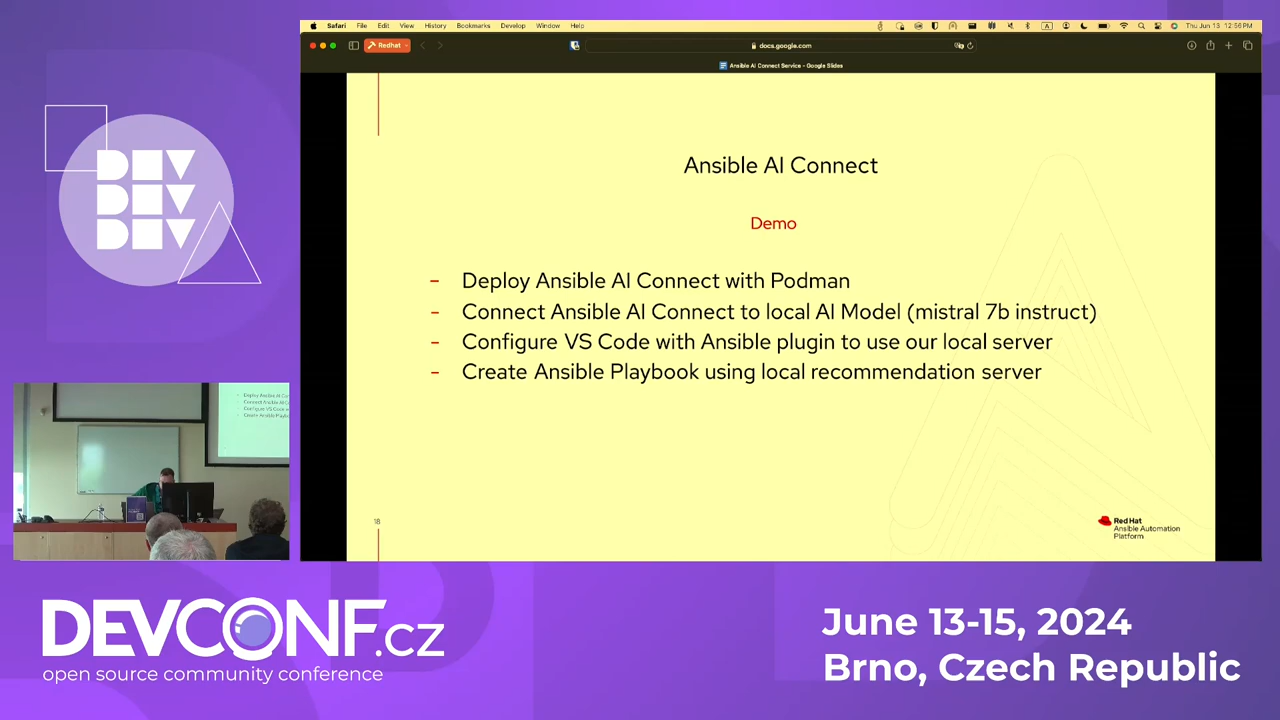 Safari File Edit View History Bookmarks Develop Window Help
A
Thu Jun 13 12:56 PM
Redhat
docs.google.com
Ansible AI Connect Service - Google Slides
DEV
DEV
DEV
Ansible AI Connect
Demo
- Deploy Ansible AI Connect with Podman
- Connect Ansible AI Connect to local AI Model (mistral 7b instruct)
- Configure VS Code with Ansible plugin to use our local server
- Create Ansible Playbook using local recommendation server
18
Red Hat
Ansible Automation
Platform
DEVCONF.cz
open source community conference
June 13-15, 2024
Brno, Czech Republic